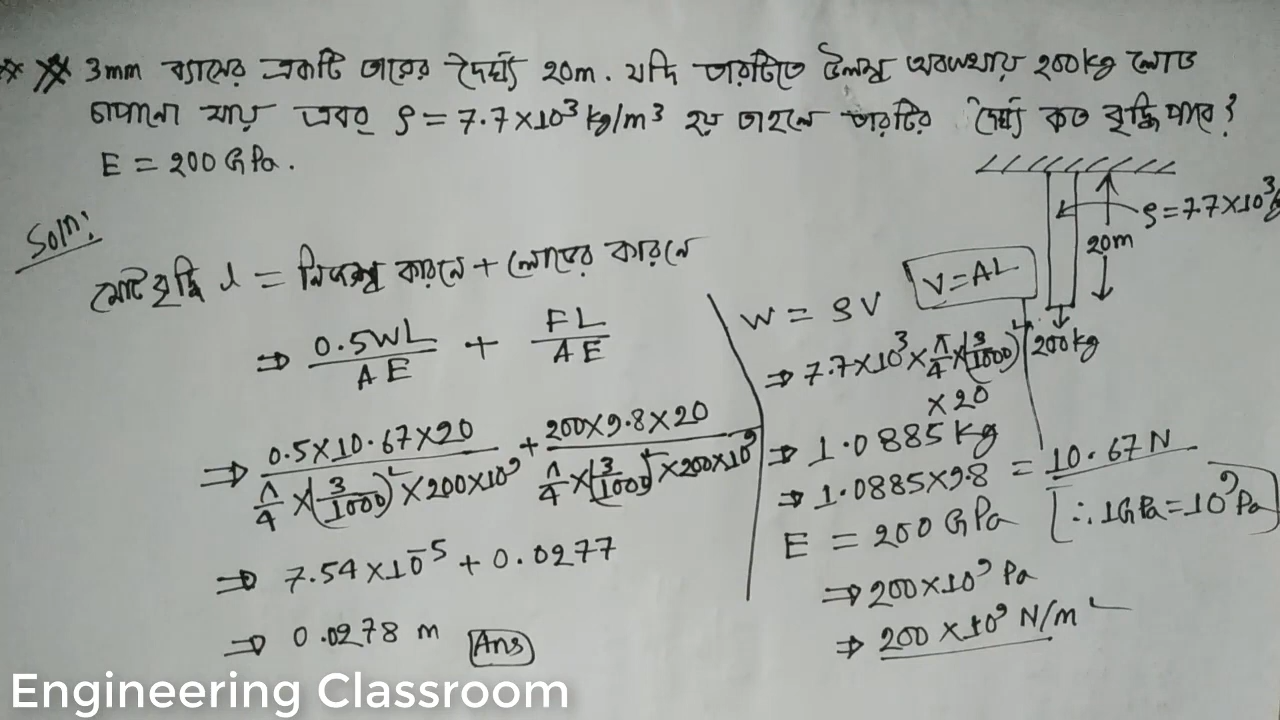 ** 3mm ব্যাসের একটি তারের দৈর্ঘ্য 20m. যদি তারটিতে উলম্ব অবস্থায় 200kg লোড
চাপানো যায় এবং ρ = 7.7×10³ kg/m³ হয় তাহলে তারটির দৈর্ঘ্য কত বৃদ্ধি পাবে?
E = 200 GPa.
ρ=7.7×10³
20m
200kg
Solⁿ:
মোট বৃদ্ধি λ = নিজস্ব কারনে + লোডের কারনে
⇒ 0.5WL/AE + FL/AE
⇒ 0.5×10.67×20 / π/4 ×(3/1000)² ×200×10⁹ + 200×9.8×20 / π/4 ×(3/1000)² ×200×10⁹
⇒ 7.54×10⁻⁵ + 0.0277
⇒ 0.0278 m Ans
W = ρV
V=AL
⇒ 7.7×10³×π/4×(3/1000)²
×20
⇒ 1.0885 kg
⇒ 1.0885×9.8 = 10.67 N
E = 200 GPa [∴ 1GPa=10⁹Pa]
⇒ 200×10⁹ Pa
⇒ 200×10⁹ N/m²
Engineering Classroom